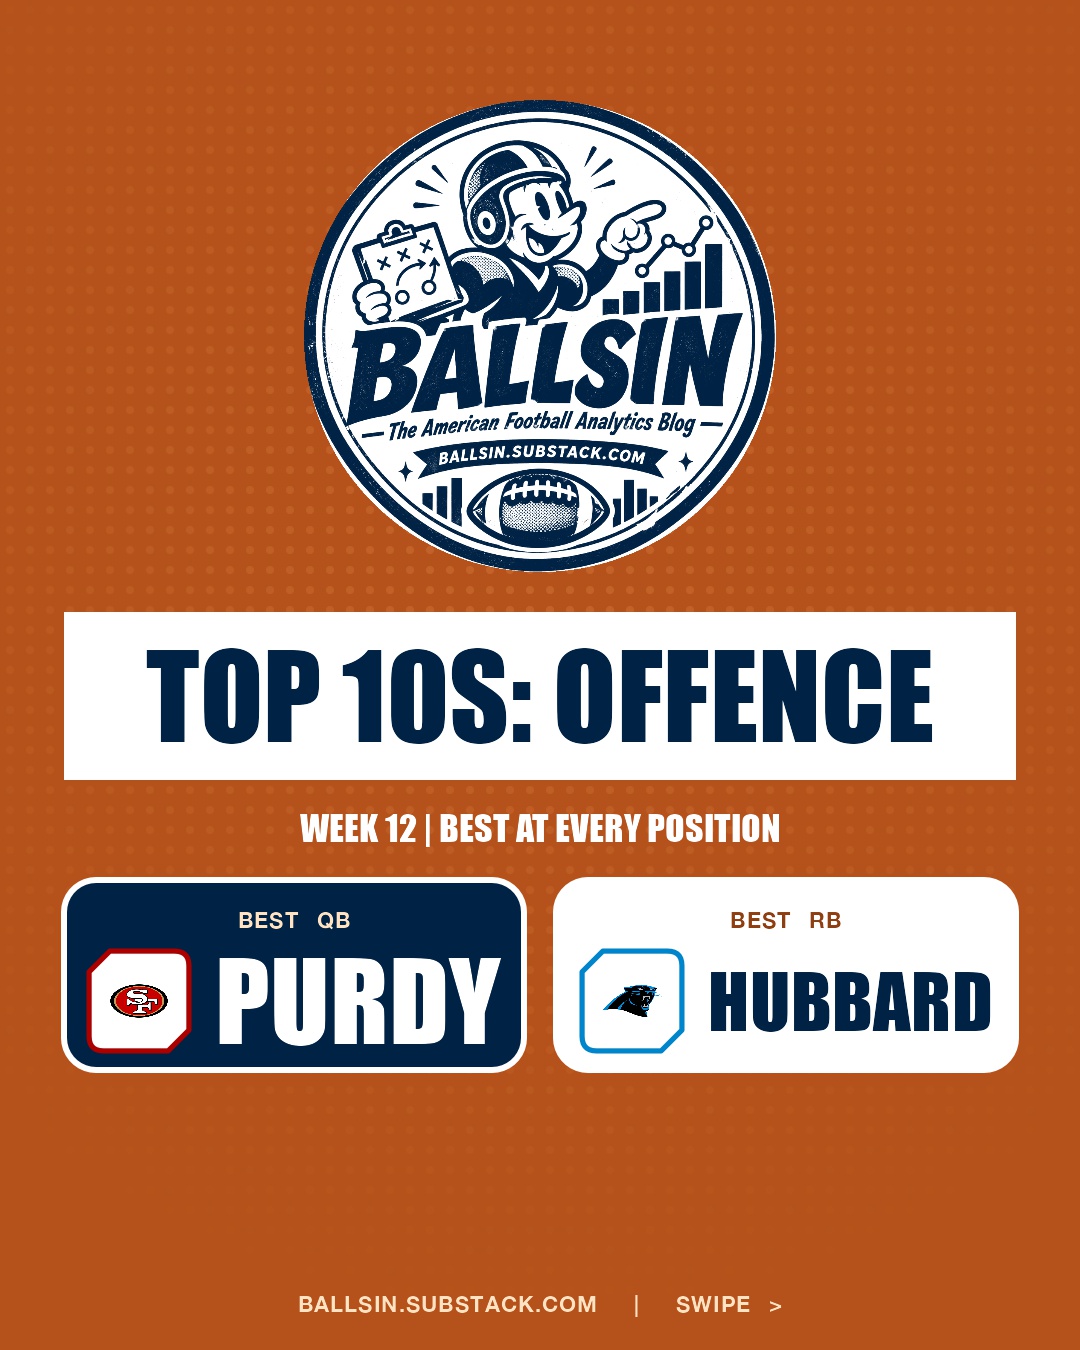 BALLSIN
The American Football Analytics Blog
BALLSIN.SUBSTACK.COM
TOP 10S: OFFENCE
WEEK 12 | BEST AT EVERY POSITION
BEST QB
SF
PURDY
BEST RB
HUBBARD
BALLSIN.SUBSTACK.COM | SWIPE >